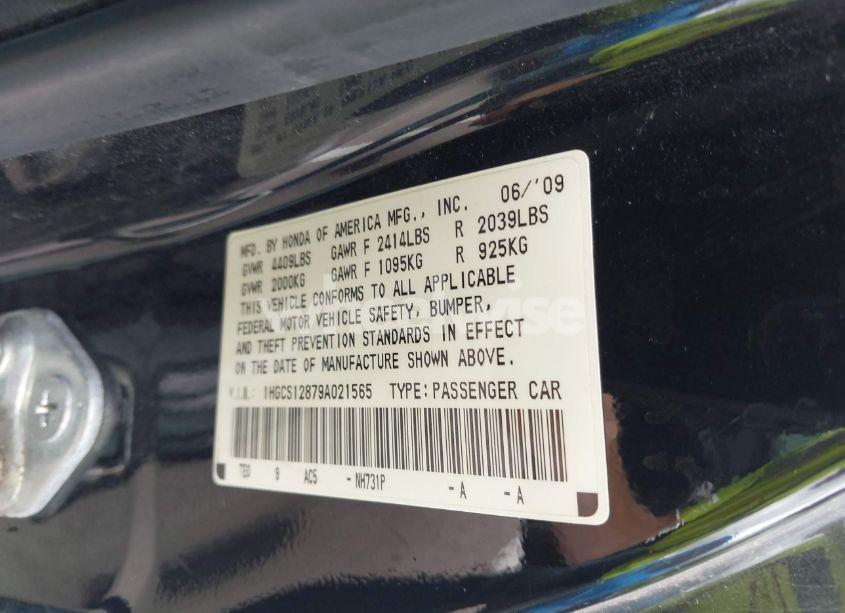 06/'09
MFD. BY HONDA OF AMERICA MFG., INC.
GVWR 4409LBS GAWR F 2414LBS R 2039LBS
GVWR 2000KG GAWR F 1095KG R 925KG
THIS VEHICLE CONFORMS TO ALL APPLICABLE
FEDERAL MOTOR VEHICLE SAFETY, BUMPER,
AND THEFT PREVENTION STANDARDS IN EFFECT
ON THE DATE OF MANUFACTURE SHOWN ABOVE.
V.I.N.: 1HGCS12879A021565 TYPE:PASSENGER CAR
TE0 9 AC5 - NH731P - A - A